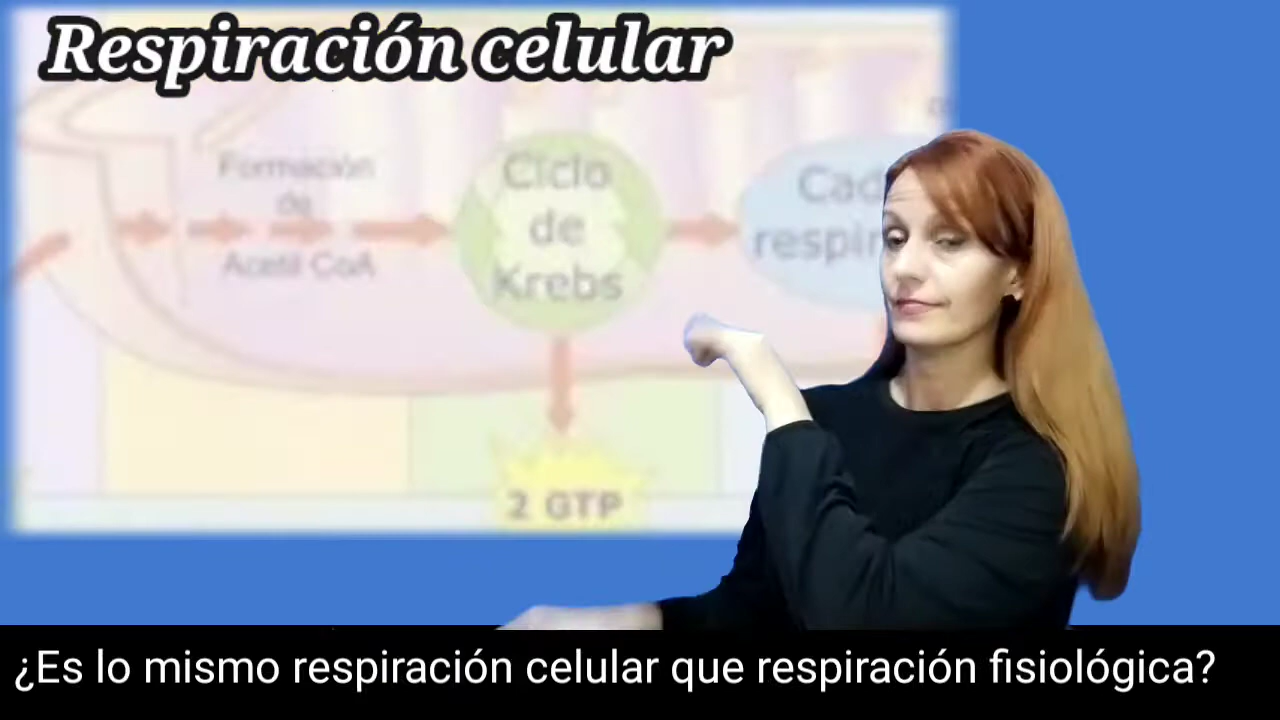 Respiración celular
Formación
de
Acetil CoA
Ciclo
de
Krebs
2 GTP
¿Es lo mismo respiración celular que respiración fisiológica?